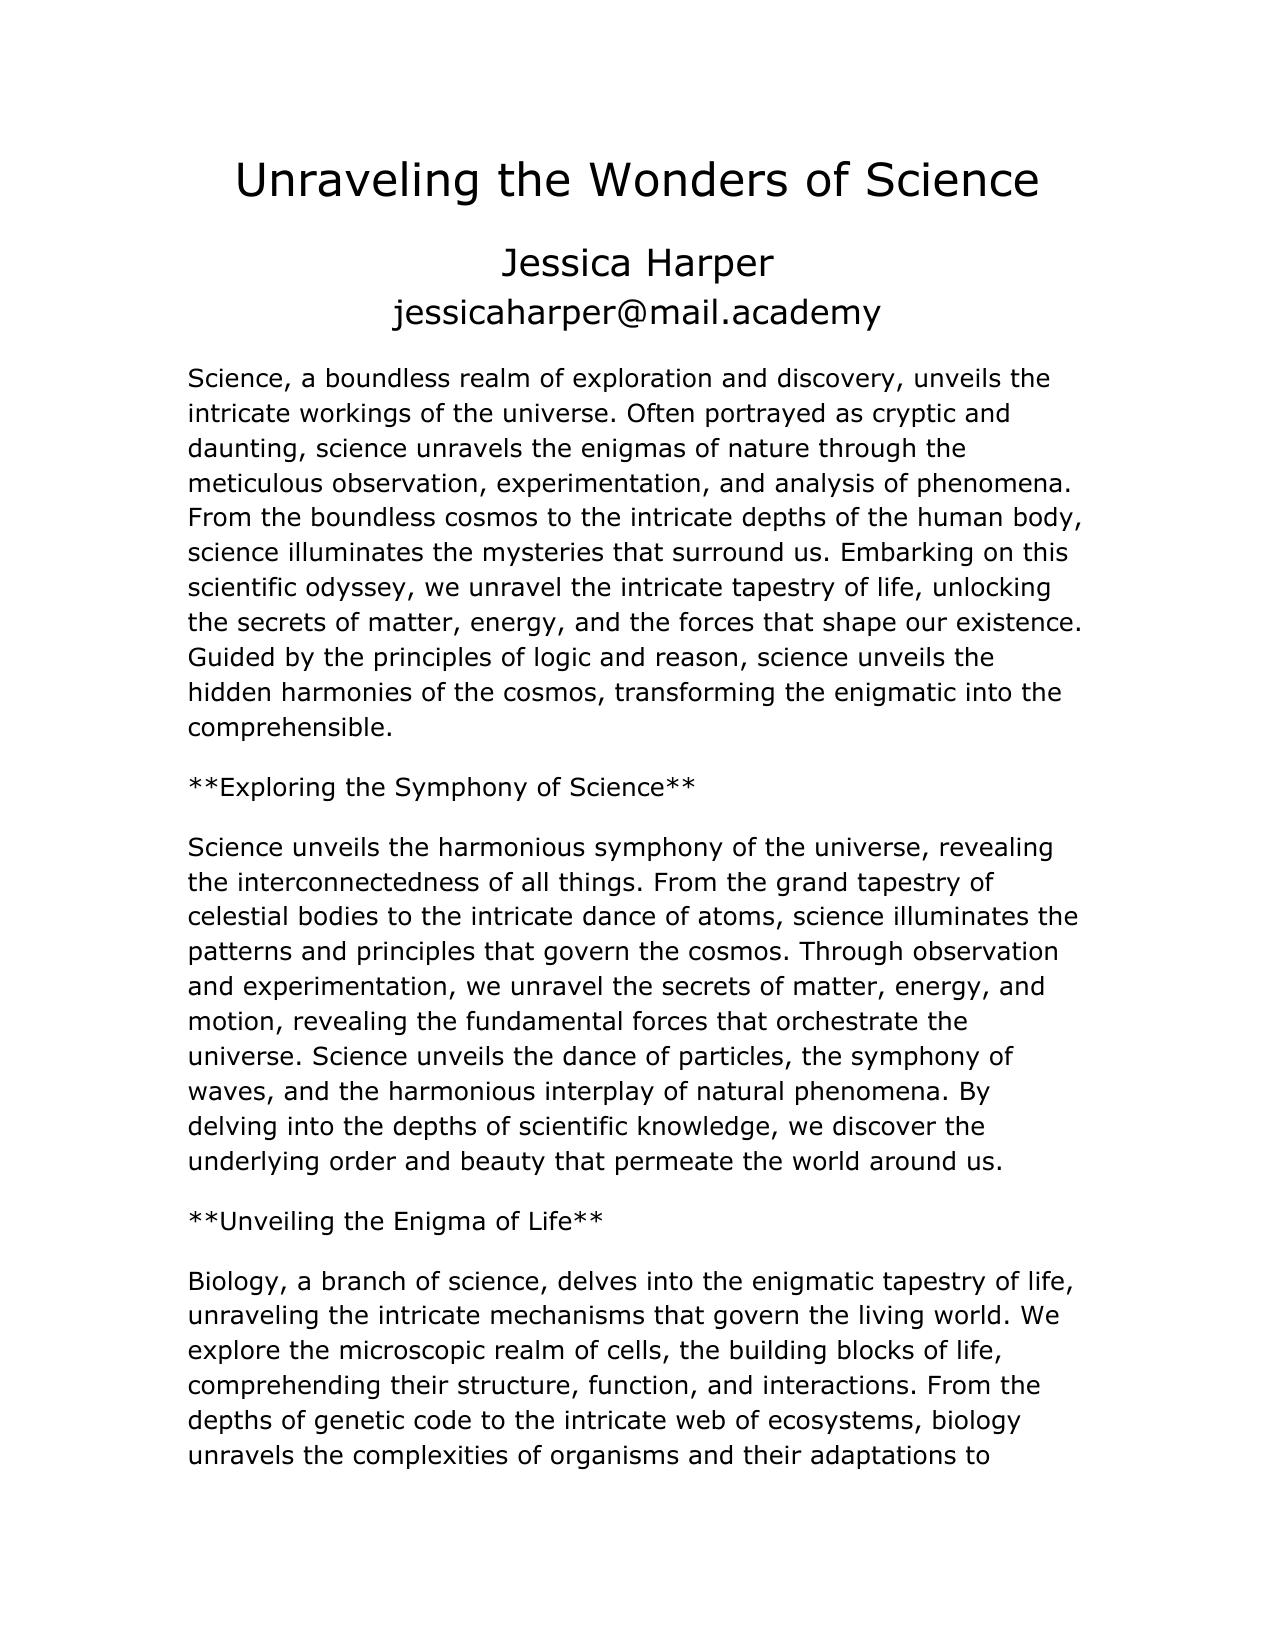 Unraveling the Wonders of Science
Jessica Harper
jessicaharper@mail.academy
Science, a boundless realm of exploration and discovery, unveils the
intricate workings of the universe. Often portrayed as cryptic and
daunting, science unravels the enigmas of nature through the
meticulous observation, experimentation, and analysis of phenomena.
From the boundless cosmos to the intricate depths of the human body,
science illuminates the mysteries that surround us. Embarking on this
scientific odyssey, we unravel the intricate tapestry of life, unlocking
the secrets of matter, energy, and the forces that shape our existence.
Guided by the principles of logic and reason, science unveils the
hidden harmonies of the cosmos, transforming the enigmatic into the
comprehensible.
**Exploring the Symphony of Science**
Science unveils the harmonious symphony of the universe, revealing
the interconnectedness of all things. From the grand tapestry of
celestial bodies to the intricate dance of atoms, science illuminates the
patterns and principles that govern the cosmos. Through observation
and experimentation, we unravel the secrets of matter, energy, and
motion, revealing the fundamental forces that orchestrate the
universe. Science unveils the dance of particles, the symphony of
waves, and the harmonious interplay of natural phenomena. By
delving into the depths of scientific knowledge, we discover the
underlying order and beauty that permeate the world around us.
**Unveiling the Enigma of Life**
Biology, a branch of science, delves into the enigmatic tapestry of life,
unraveling the intricate mechanisms that govern the living world. We
explore the microscopic realm of cells, the building blocks of life,
comprehending their structure, function, and interactions. From the
depths of genetic code to the intricate web of ecosystems, biology
unravels the complexities of organisms and their adaptations to